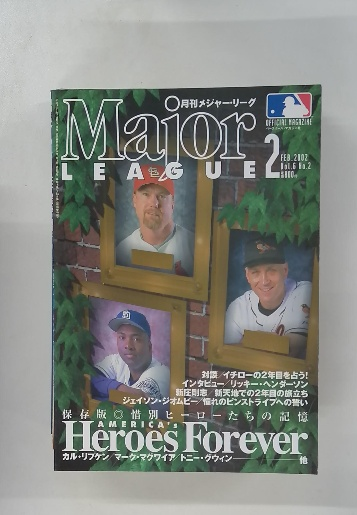 月刊メジャー・リーグ
Major
LEAGUE
OFFICIAL MAGAZINE
2
FEB. 2002
Vol.6 No.2
対談/イチローの2年目を占う!
インタビュー/リッキー・ヘンダーソン
新庄剛志 新天地での2年目の旅立ち
ジェイソン・ジオムビー/憧れのピンストライプへの誓い
保存版◎惜別ヒーローたちの記憶
AMERICA's
Heroes Forever
カル・リプケン/マーク・マグワイア/トニー・グウィン 他